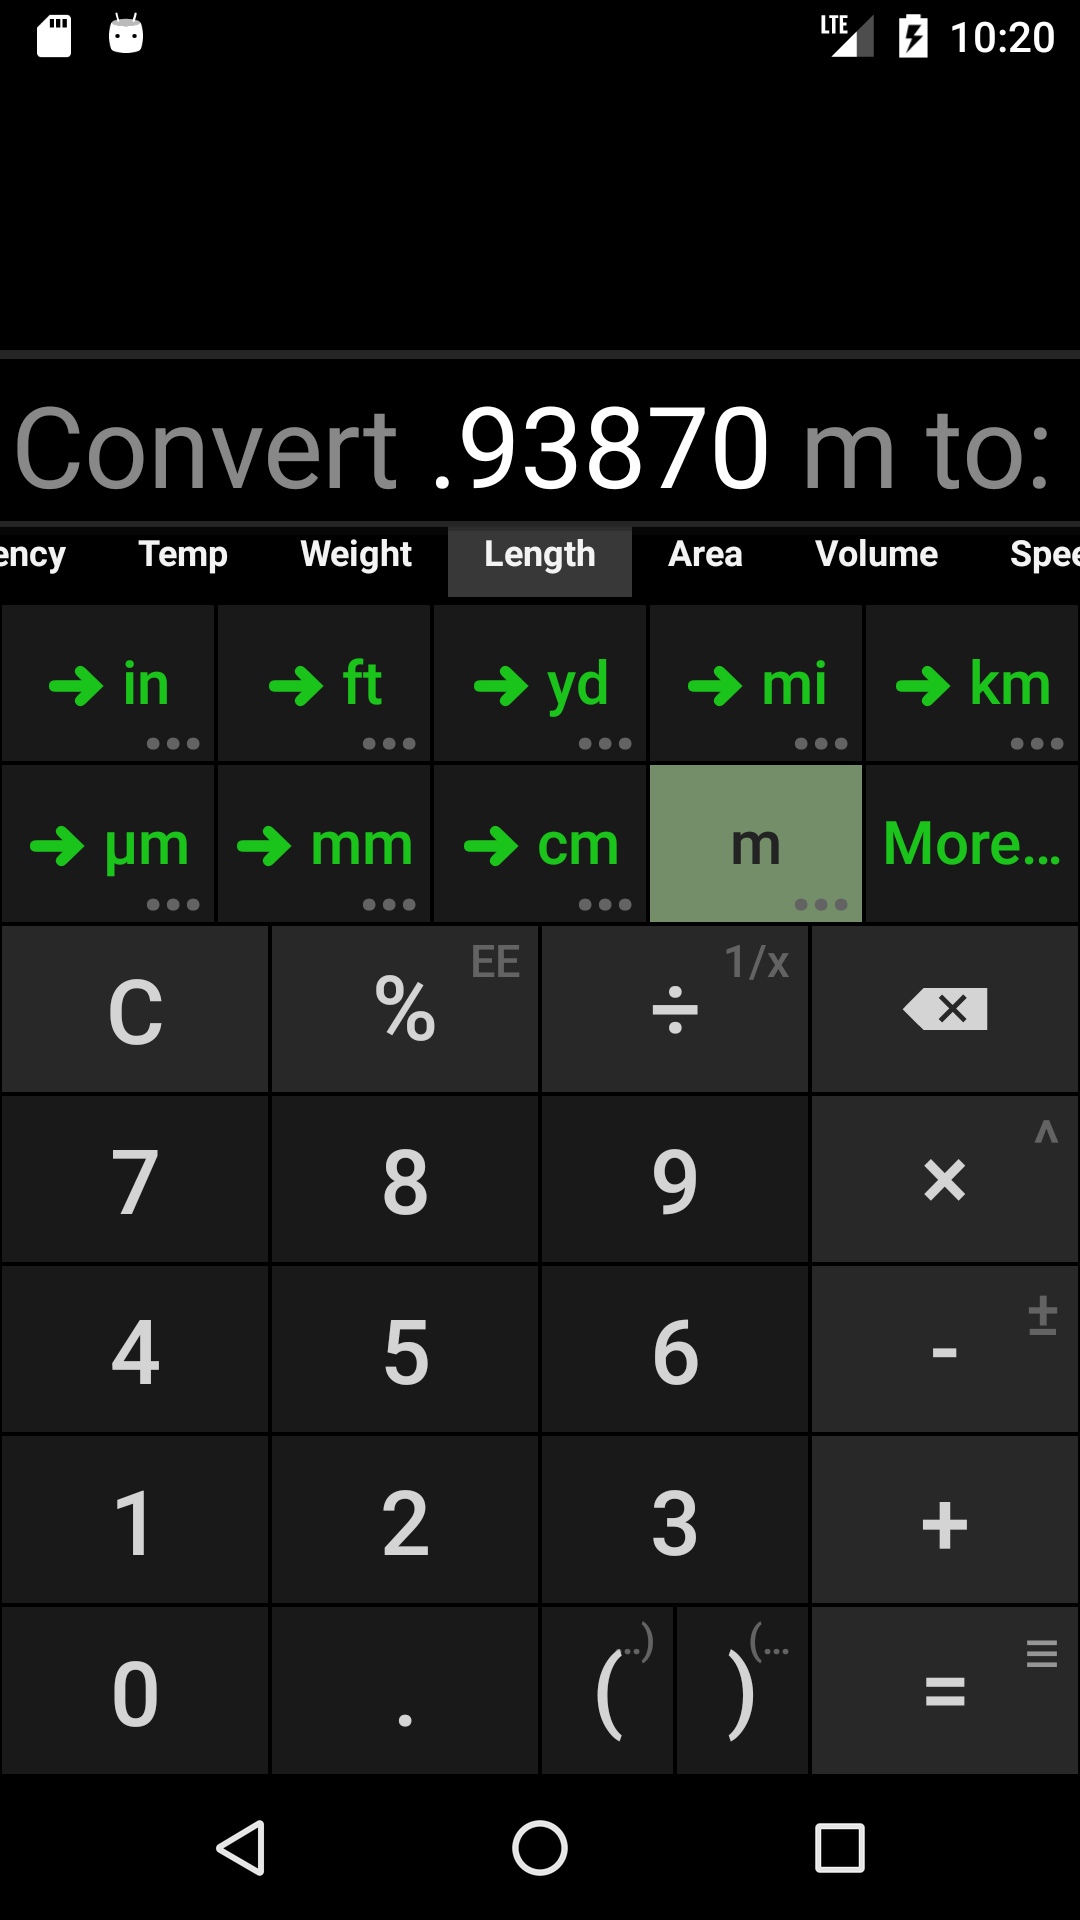 LTE 10:20
Convert .93870 m to:
ency Temp Weight Length Area Volume Spee
➔ in ➔ ft ➔ yd ➔ mi ➔ km
➔ µm ➔ mm ➔ cm m More...
C % EE ÷ 1/x
7 8 9 × ^
4 5 6 - ±
1 2 3 +
0 . ( ..) ) (... =